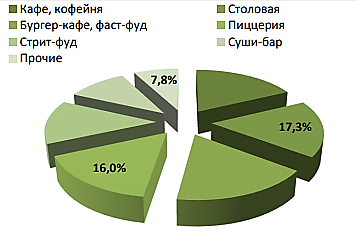 Кафе, кофейня
Столовая
Бургер-кафе, фаст-фуд
Пиццерия
Стрит-фуд
Суши-бар
Прочие
7,8%
17,3%
16,0%